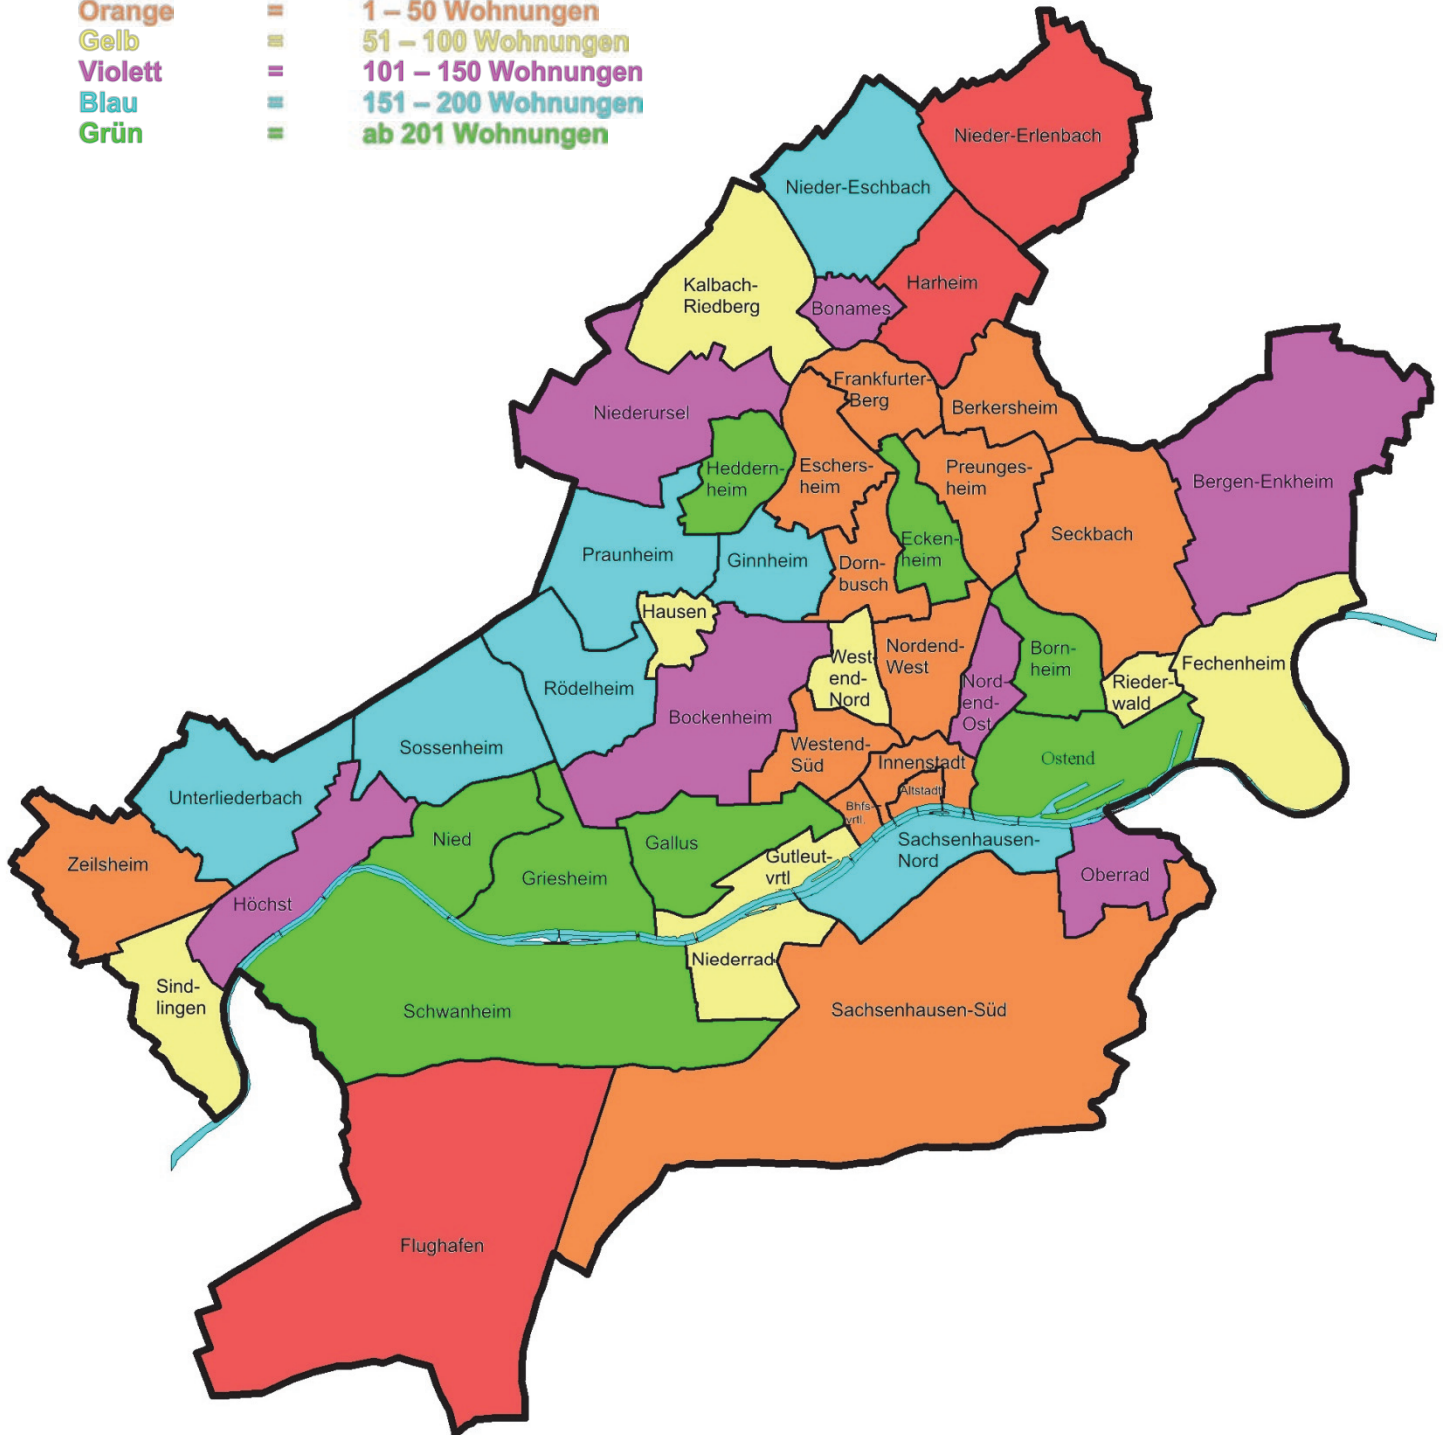 Orange = 1 – 50 Wohnungen
Gelb = 51 – 100 Wohnungen
Violett = 101 – 150 Wohnungen
Blau = 151 – 200 Wohnungen
Grün = ab 201 Wohnungen
Nieder-Erlenbach
Nieder-Eschbach
Harheim
Kalbach-
Riedberg
Bonames
Frankfurter-
Berg
Berkersheim
Niederursel
Heddern-
heim
Eschers-
heim
Preunges-
heim
Bergen-Enkheim
Seckbach
Ecken-
heim
Praunheim
Ginnheim
Dorn-
busch
Hausen
West-
end-
Nord
Nordend-
West
Born-
heim
Nord-
end-
Ost
Rieder-
wald
Fechenheim
Rödelheim
Bockenheim
Sossenheim
Westend-
Süd
Innenstadt
Ostend
Unterliederbach
Altstadt
Bhfs-
vrtl.
Zeilsheim
Nied
Gallus
Sachsenhausen-
Nord
Gutleut-
vrtl
Griesheim
Oberrad
Höchst
Niederrad
Sind-
lingen
Schwanheim
Sachsenhausen-Süd
Flughafen